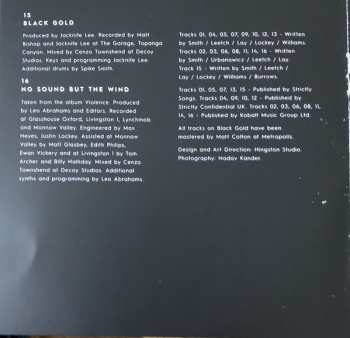 15
BLACK GOLD
Produced by Jacknife Lee. Recorded by Matt
Bishop and Jacknife Lee at The Garage, Topanga
Canyon. Mixed by Cenzo Townshend at Decoy
Studios. Keys and programming Jacknife Lee.
Additional drums by Spike Smith.
16
NO SOUND BUT THE WIND
Taken from the album Violence. Produced
by Leo Abrahams and Editors. Recorded
at Glasshouse Oxford, Livingston 1, Lynchmob
and Monnow Valley. Engineered by Man
Heves, Justin Lockey. Assisted at Monnow
Valley by Matt Glasbey, Edith Philips,
Ewan Vickery and at Livingston 1 by Tom
Archer and Billy Halliday. Mixed by Cenzo
Townshend at Decoy Studios. Additional
synths and programming by Leo Abrahams.
Tracks 01, 04, 05, 07, 09, 10, 12, 13 - Written
by Smith / Leetch / Lay / Lockey / Williams.
Tracks 02, 03, 06, 08, 11, 14, 16 - Written
by Smith / Urbanowicz / Leetch / Lay.
Track 15 - Written by Smith / Leetch /
Lay / Lockey / Williams / Burrows.
Tracks 01, 05, 07, 13, 15 - Published by Strictly
Songs. Tracks 04, 09, 10, 12 - Published by
Strictly Confidential UK. Tracks 02, 03, 06, 08, 11,
14, 16 - Published by Kobalt Music Group Ltd.
All tracks on Black Gold have been
mastered by Matt Colton at Metropolis.
Design and Art Direction: Hingston Studio.
Photography: Nadav Kander.